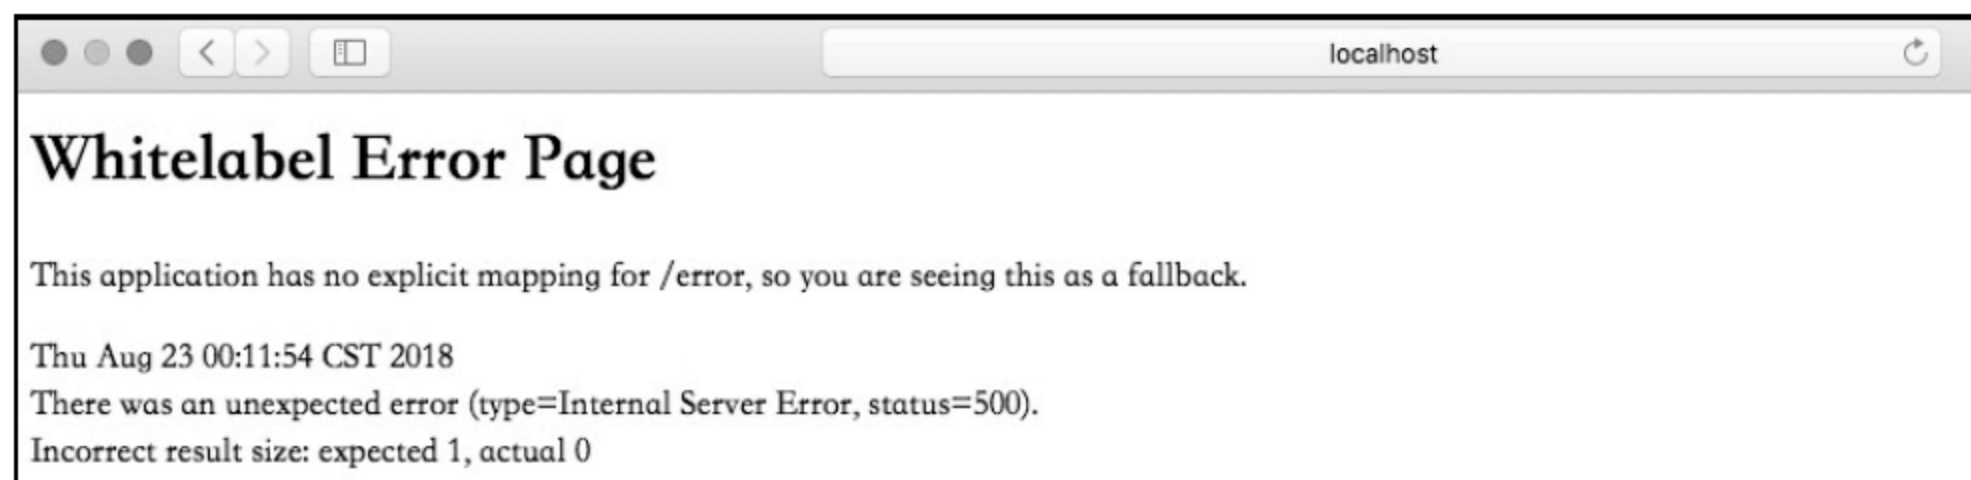 localhost
Whitelabel Error Page
This application has no explicit mapping for /error, so you are seeing this as a fallback.
Thu Aug 23 00:11:54 CST 2018
There was an unexpected error (type=Internal Server Error, status=500).
Incorrect result size: expected 1, actual 0